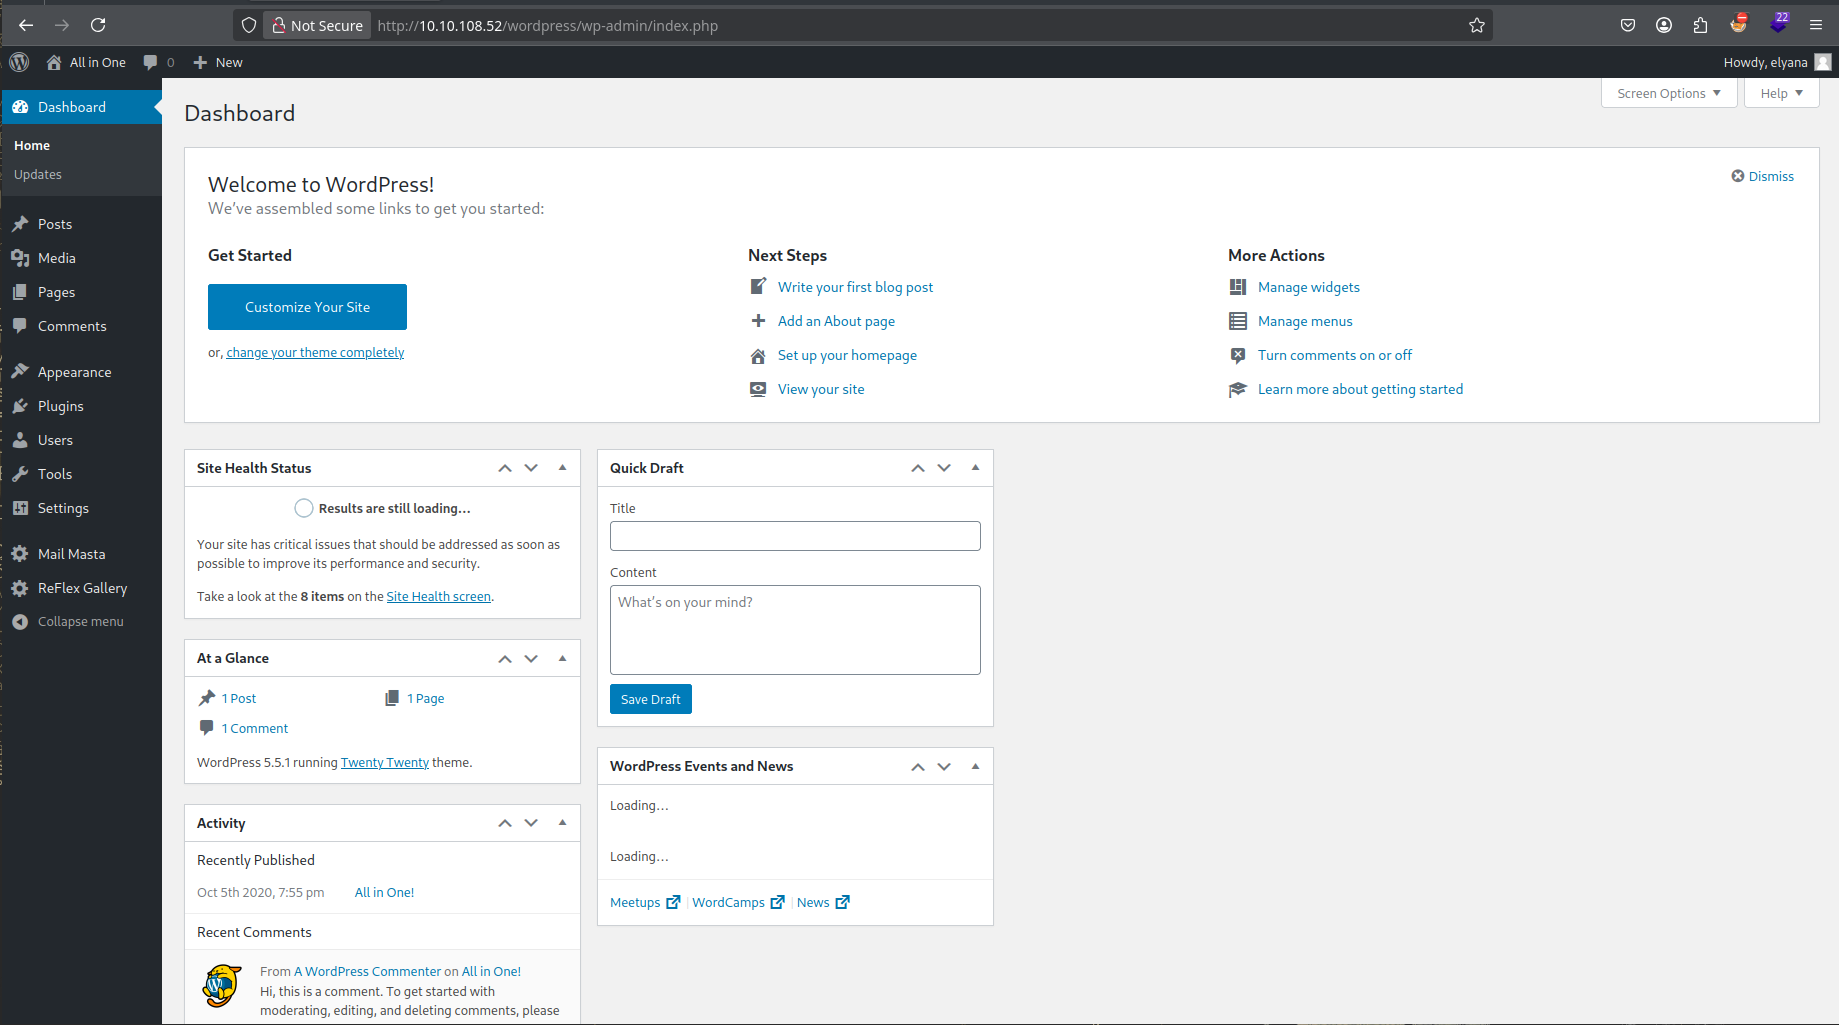 Not Secure http://10.10.108.52/wordpress/wp-admin/index.php 22
All in One 0 New Howdy, elyana
Dashboard
Home
Updates
Posts
Media
Pages
Comments
Appearance
Plugins
Users
Tools
Settings
Mail Masta
ReFlex Gallery
Collapse menu
Screen Options Help
Dashboard
Welcome to WordPress!
We've assembled some links to get you started:
Dismiss
Get Started
Customize Your Site
or, change your theme completely
Next Steps
Write your first blog post
Add an About page
Set up your homepage
View your site
More Actions
Manage widgets
Manage menus
Turn comments on or off
Learn more about getting started
Site Health Status
Results are still loading…
Your site has critical issues that should be addressed as soon as
possible to improve its performance and security.
Take a look at the 8 items on the Site Health screen.
At a Glance
1 Post 1 Page
1 Comment
WordPress 5.5.1 running Twenty Twenty theme.
Activity
Recently Published
Oct 5th 2020, 7:55 pm All in One!
Recent Comments
From A WordPress Commenter on All in One!
Hi, this is a comment. To get started with
moderating, editing, and deleting comments, please
Quick Draft
Title
Content
What's on your mind?
Save Draft
WordPress Events and News
Loading…
Loading…
Meetups | WordCamps | News